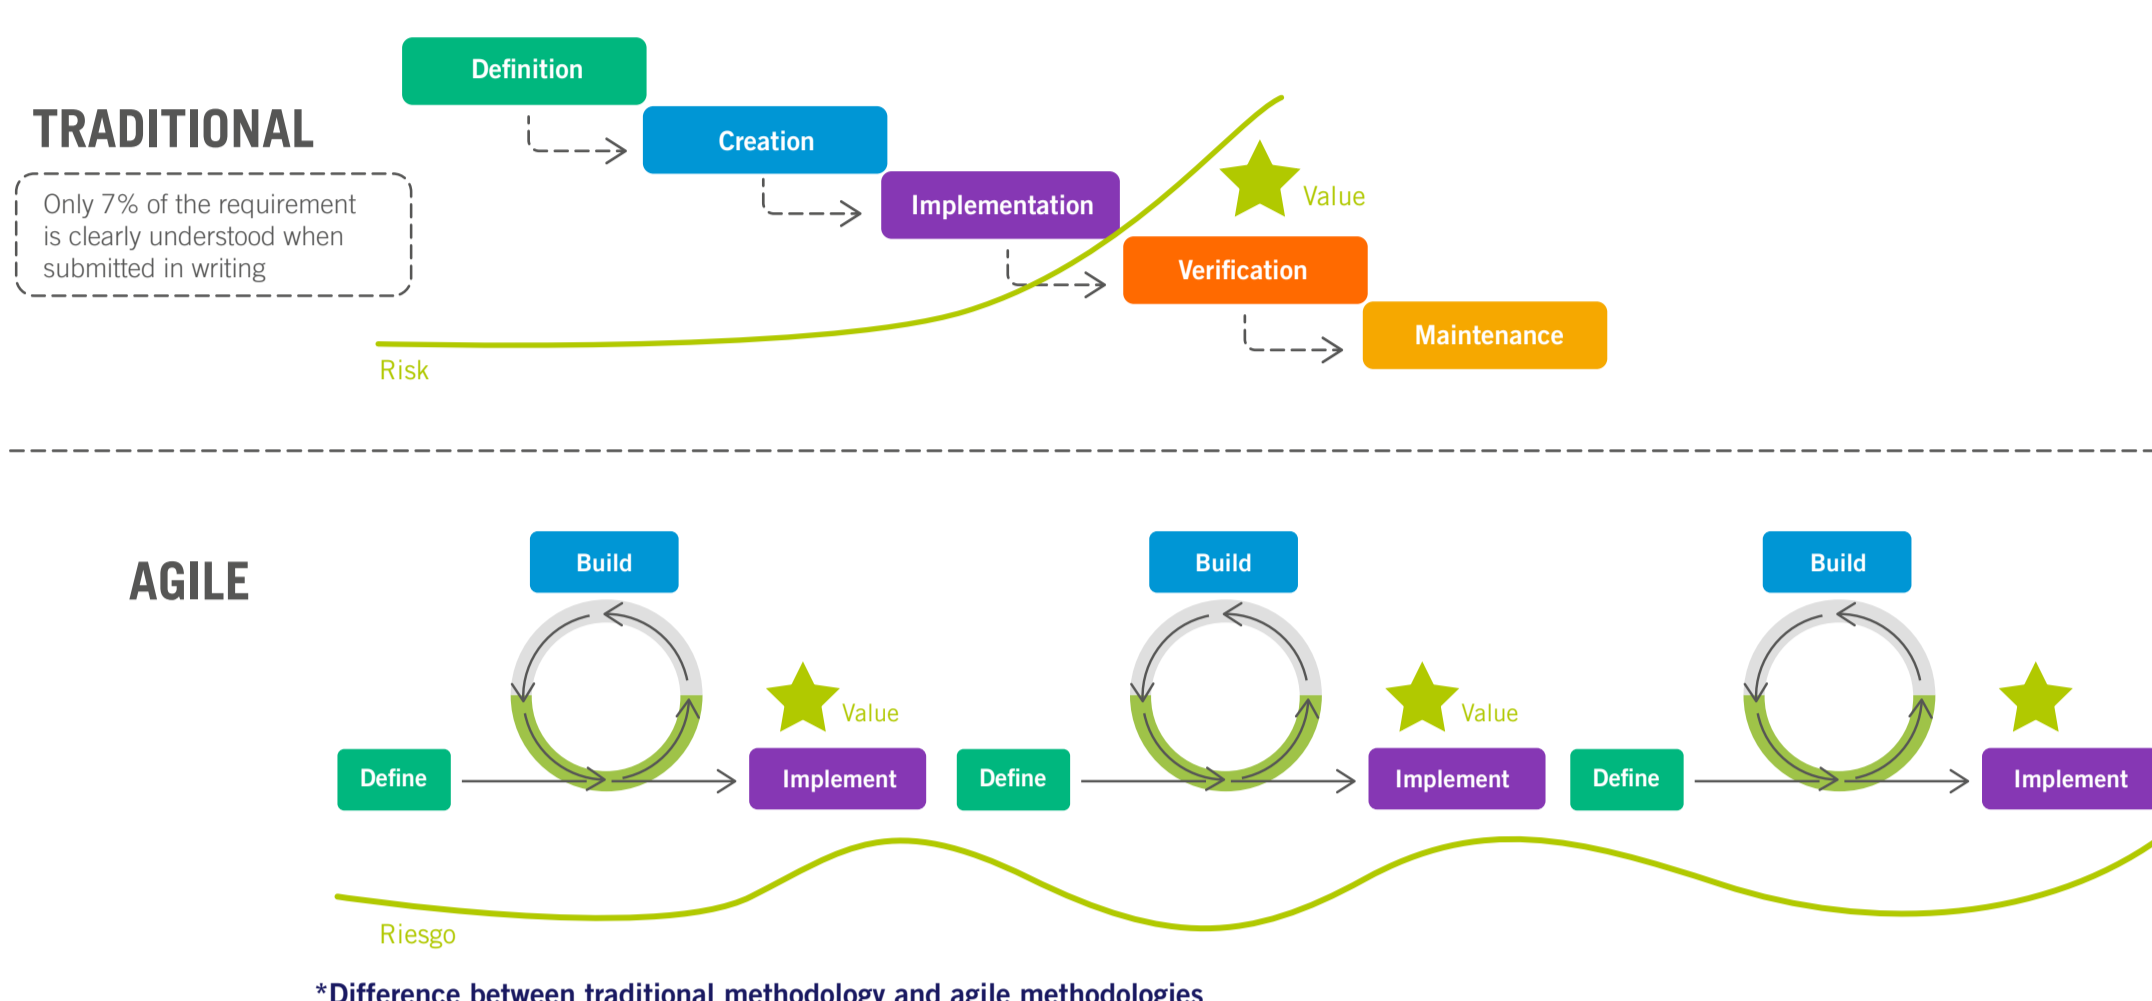 Definition
TRADITIONAL
Creation
Only 7% of the requirement
is clearly understood when
submitted in writing
Implementation
Value
Verification
Maintenance
Risk
AGILE
Build
Build
Build
Value
Value
Define
Implement
Define
Implement
Define
Implement
Riesgo
*Difference between traditional methodology and agile methodologies